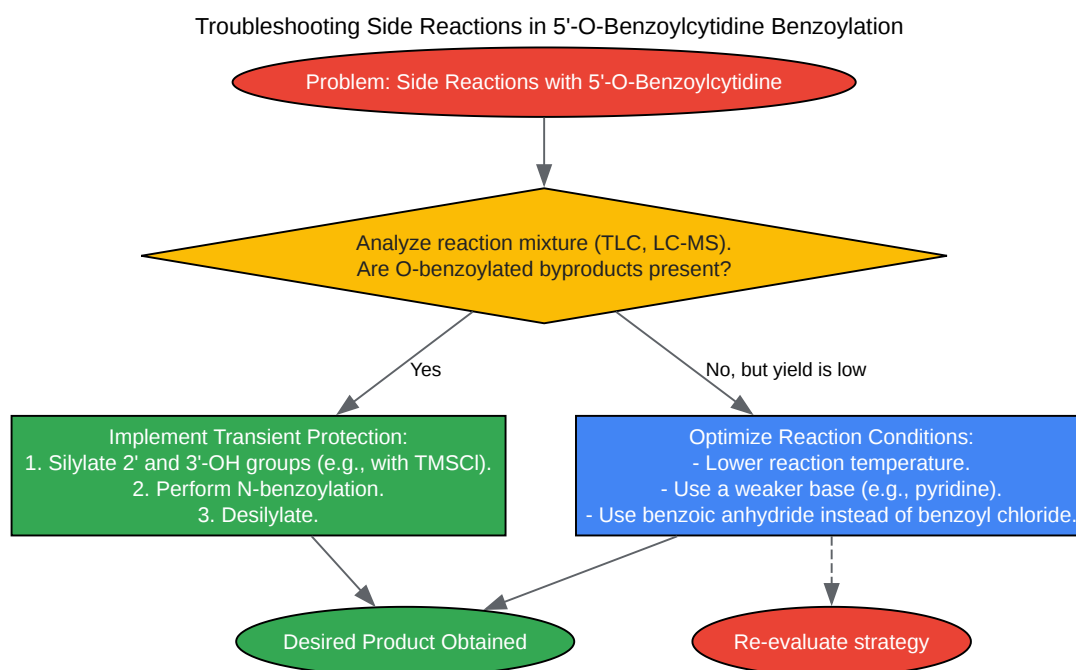 Troubleshooting Side Reactions in 5'-O-Benzoylcytidine Benzoylation
Problem: Side Reactions with 5'-O-Benzoylcytidine
Analyze reaction mixture (TLC, LC-MS).
Are O-benzoylated byproducts present?
Yes
No, but yield is low
Implement Transient Protection:
1. Silylate 2' and 3'-OH groups (e.g., with TMSCl).
2. Perform N-benzoylation.
3. Desilylate.
Optimize Reaction Conditions:
- Lower reaction temperature.
- Use a weaker base (e.g., pyridine).
- Use benzoic anhydride instead of benzoyl chloride.
Desired Product Obtained
Re-evaluate strategy